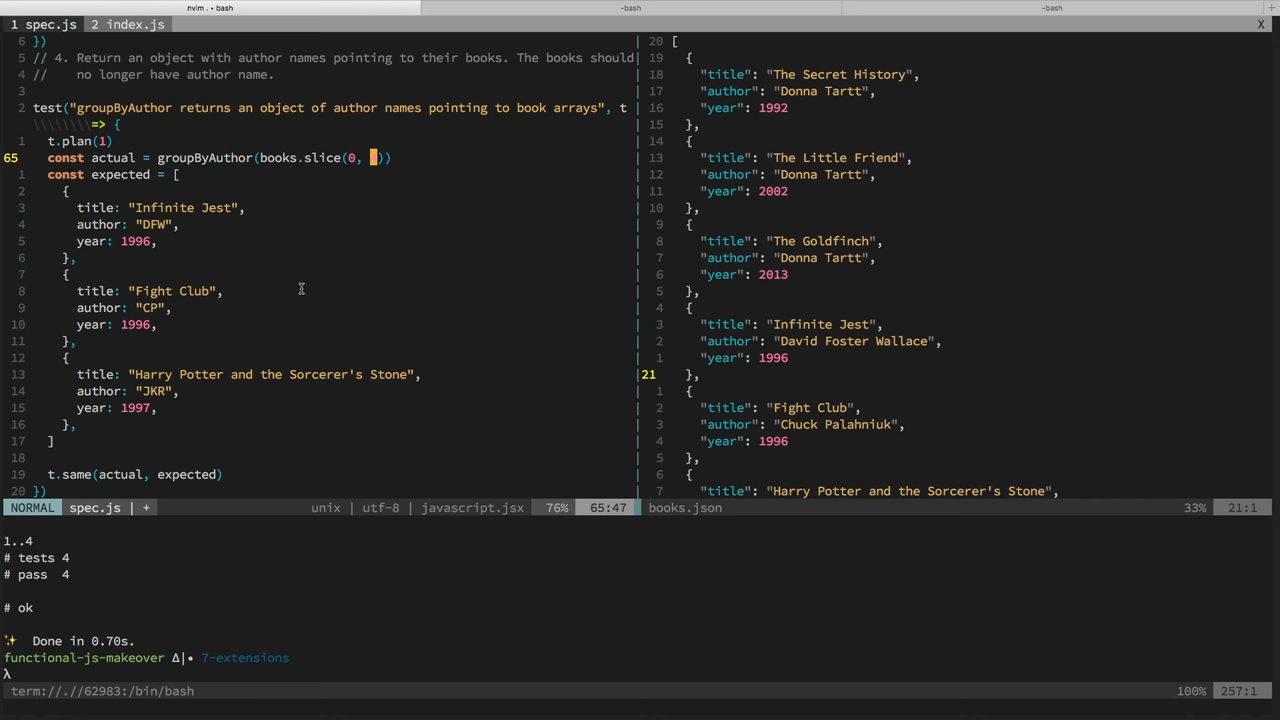 nvim . • bash
-bash
-bash
+
1 spec.js 2 index.js X
6 })
5 // 4. Return an object with author names pointing to their books. The books should
4 //    no longer have author name.
3
2 test("groupByAuthor returns an object of author names pointing to book arrays", t
\\\\\\\\=> {
1   t.plan(1)
65   const actual = groupByAuthor(books.slice(0, ))
1   const expected = [
2     {
3       title: "Infinite Jest",
4       author: "DFW",
5       year: 1996,
6     },
7     {
8       title: "Fight Club",
9       author: "CP",
10       year: 1996,
11     },
12     {
13       title: "Harry Potter and the Sorcerer's Stone",
14       author: "JKR",
15       year: 1997,
16     },
17   ]
18
19   t.same(actual, expected)
20 })
NORMAL spec.js | + unix | utf-8 | javascript.jsx 76% 65:47
20 [
19   {
18     "title": "The Secret History",
17     "author": "Donna Tartt",
16     "year": 1992
15   },
14   {
13     "title": "The Little Friend",
12     "author": "Donna Tartt",
11     "year": 2002
10   },
9   {
8     "title": "The Goldfinch",
7     "author": "Donna Tartt",
6     "year": 2013
5   },
4   {
3     "title": "Infinite Jest",
2     "author": "David Foster Wallace",
1     "year": 1996
21   },
1   {
2     "title": "Fight Club",
3     "author": "Chuck Palahniuk",
4     "year": 1996
5   },
6   {
7     "title": "Harry Potter and the Sorcerer's Stone",
books.json 33% 21:1
1..4
# tests 4
# pass  4
# ok
✨  Done in 0.70s.
functional-js-makeover Δ|• 7-extensions
λ
term://.//62983:/bin/bash 100% 257:1